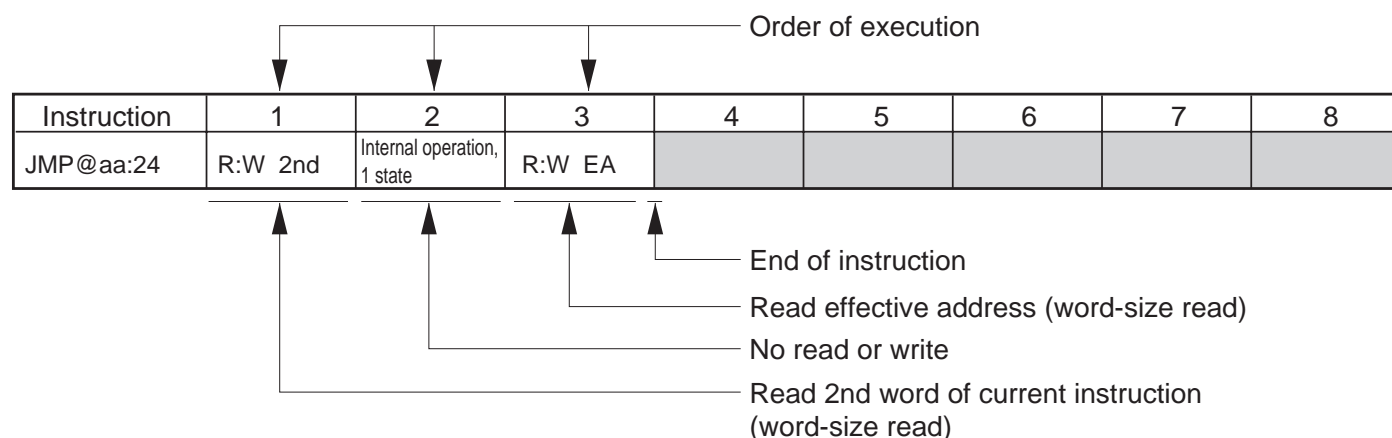 Order of execution
Instruction 1 2 3 4 5 6 7 8
JMP@aa:24 R:W 2nd Internal operation, 1 state R:W EA
End of instruction
Read effective address (word-size read)
No read or write
Read 2nd word of current instruction
(word-size read)